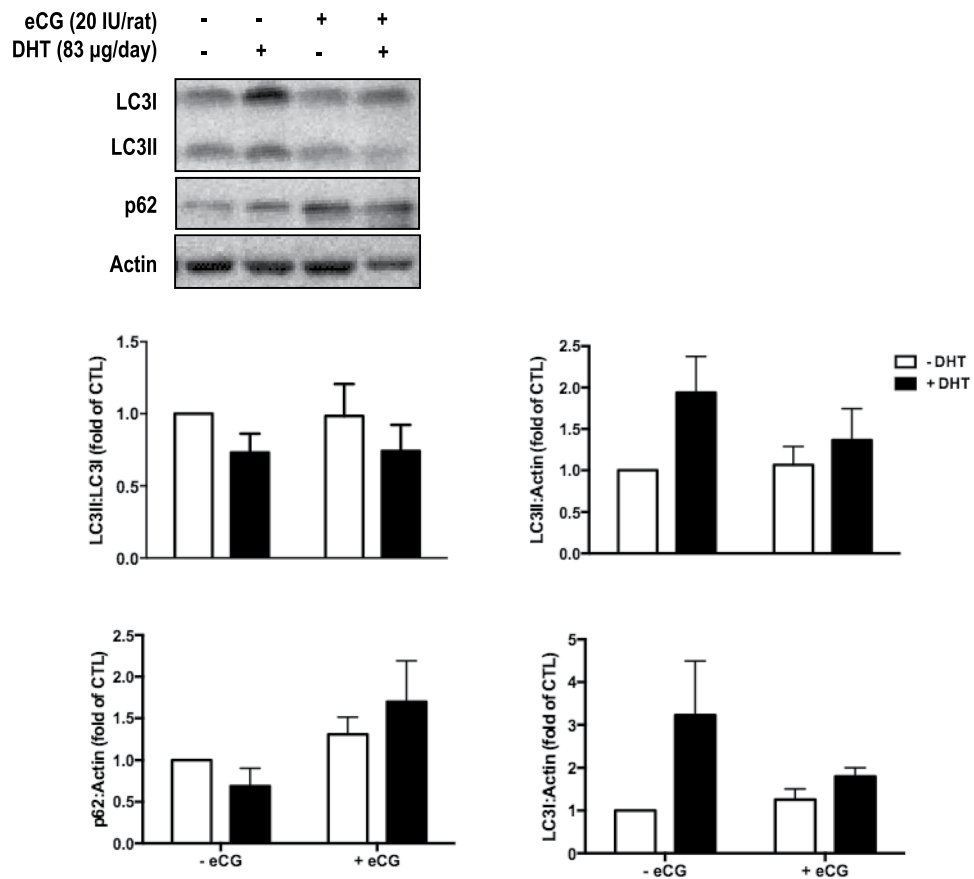 eCG (20 IU/rat) - - + +
DHT (83 µg/day) - + - +
LC3I
LC3II
p62
Actin
LC3II:LC3I (fold of CTL)
1.5
1.0
0.5
0.0
LC3II:Actin (fold of CTL)
2.5
2.0
1.5
1.0
0.5
0.0
- DHT
+ DHT
p62:Actin (fold of CTL)
2.5
2.0
1.5
1.0
0.5
0.0
- eCG + eCG
LC3I:Actin (fold of CTL)
5
4
3
2
1
0
- eCG + eCG